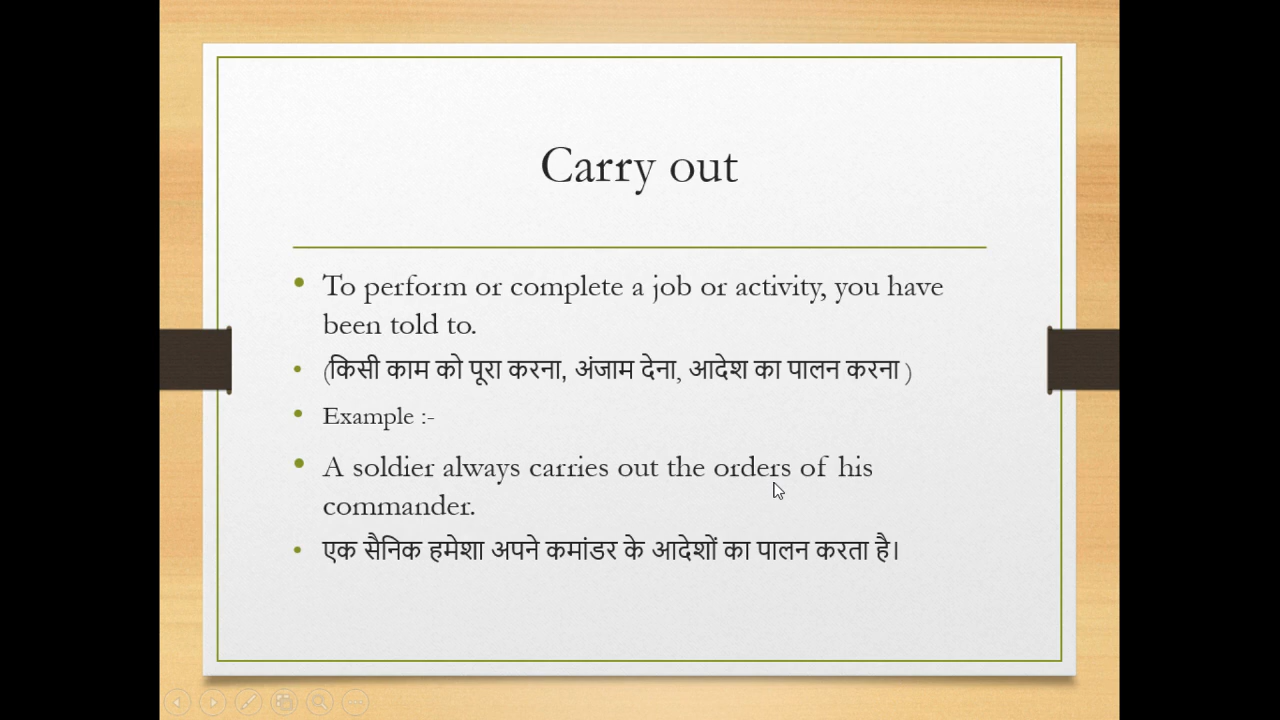 Carry out
• To perform or complete a job or activity, you have
been told to.
• (किसी काम को पूरा करना, अंजाम देना, आदेश का पालन करना )
• Example :-
• A soldier always carries out the orders of his
commander.
• एक सैनिक हमेशा अपने कमांडर के आदेशों का पालन करता है।